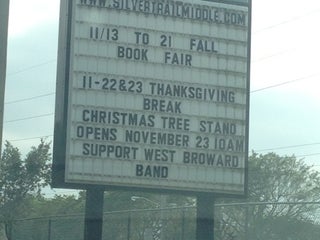 WWW.SILVERTRAILMIDDLE.COM
11/13 TO 21 FALL
BOOK FAIR
11-22&23 THANKSGIVING
BREAK
CHRISTMAS TREE STAND
OPENS NOVEMBER 23 10AM
SUPPORT WEST BROWARD
BAND